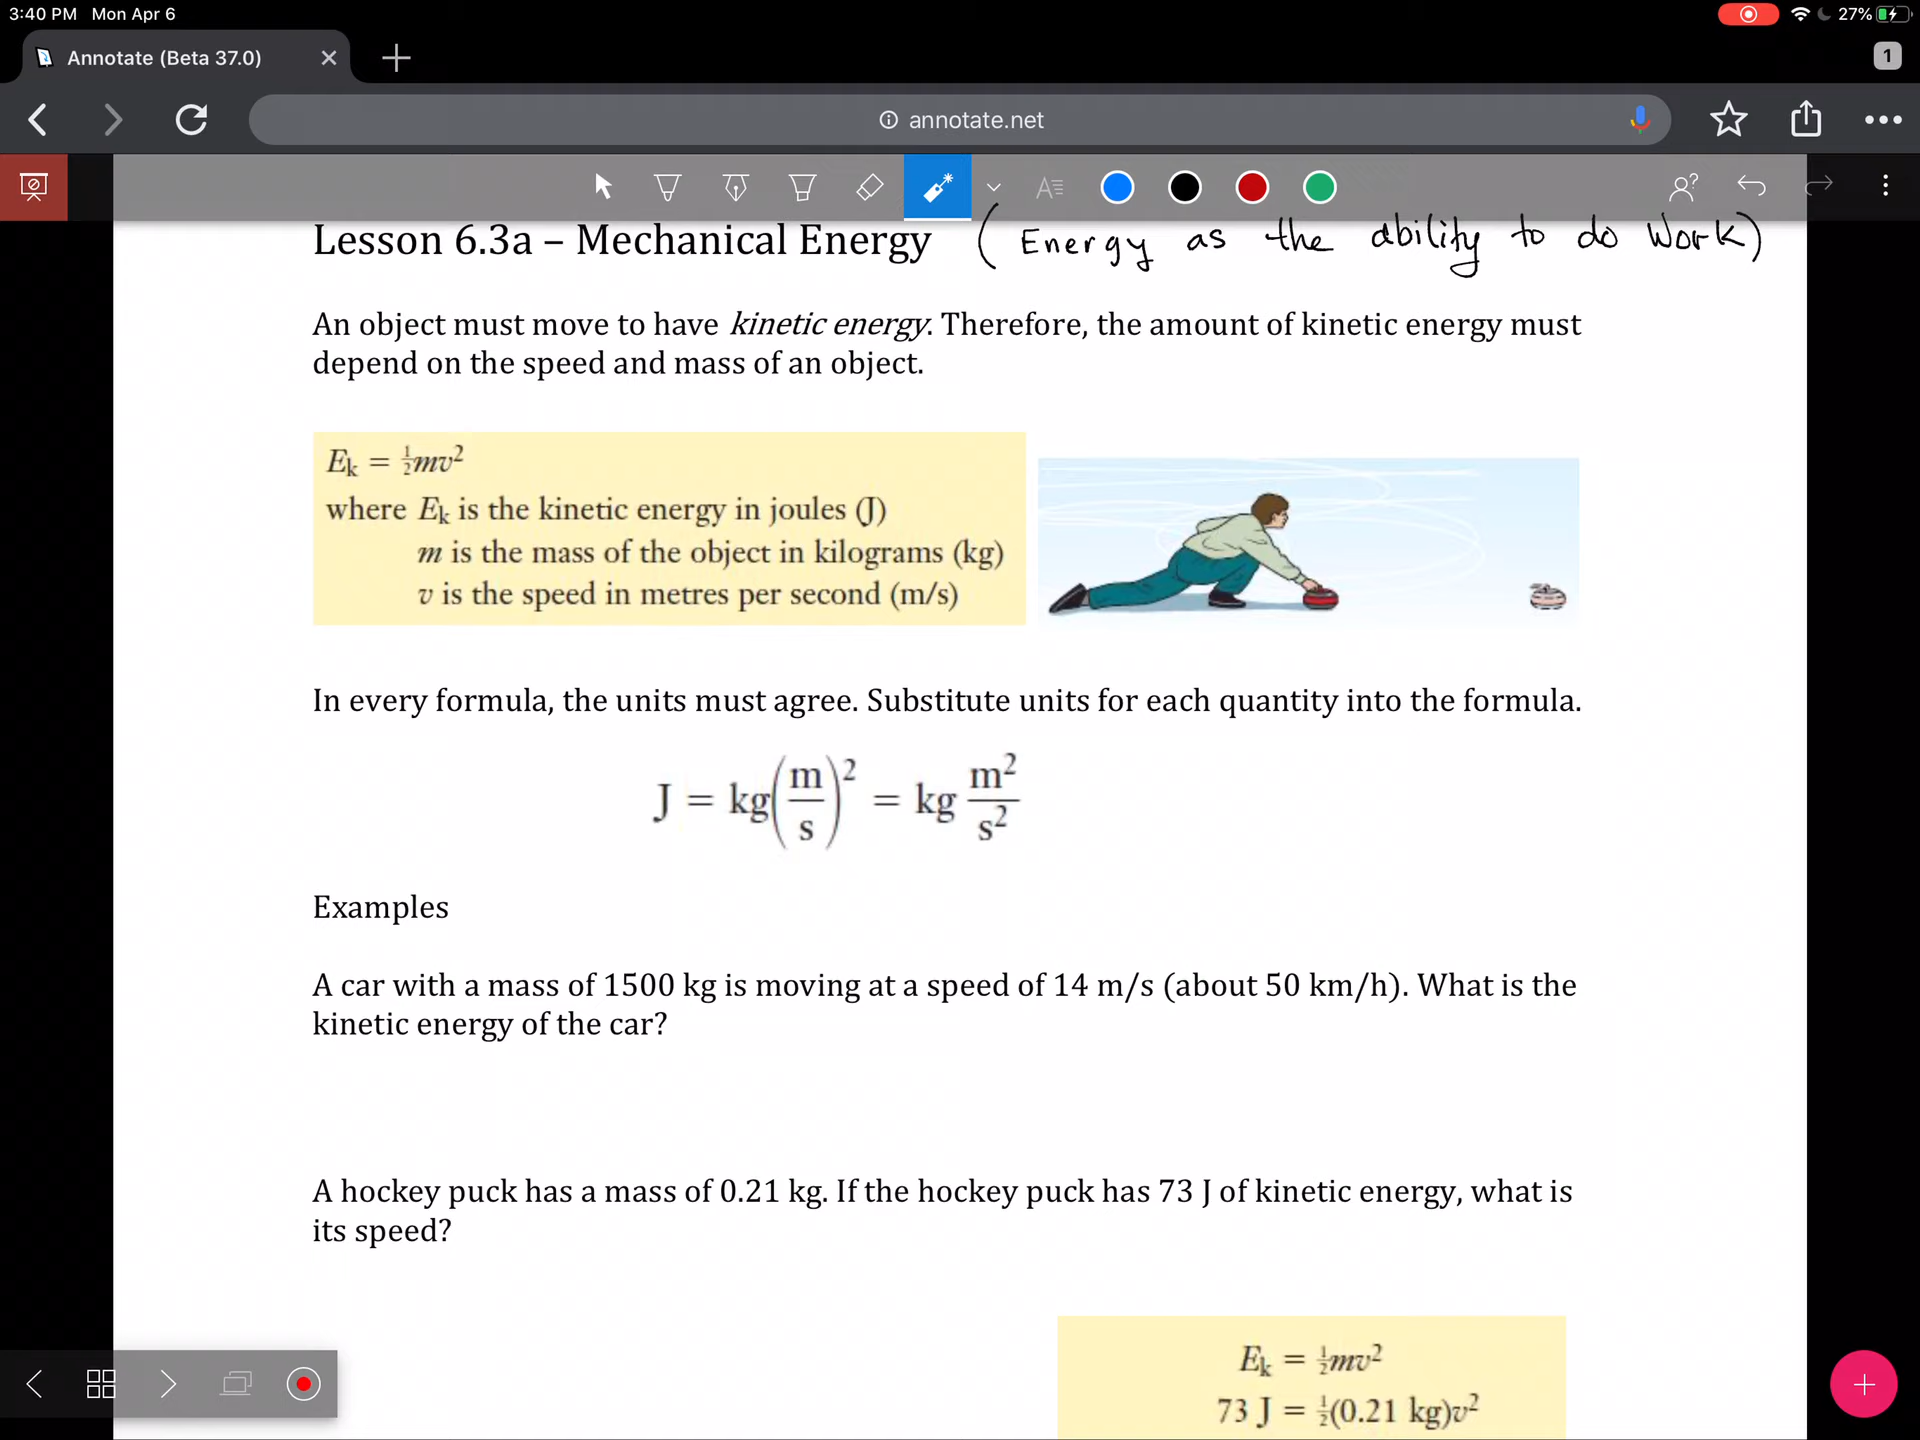 3:40 PM Mon Apr 6 27%
Annotate (Beta 37.0) 1
annotate.net
Lesson 6.3a – Mechanical Energy (Energy as the ability to do Work)
An object must move to have kinetic energy. Therefore, the amount of kinetic energy must
depend on the speed and mass of an object.
Eₖ = ½mv²
where Eₖ is the kinetic energy in joules (J)
m is the mass of the object in kilograms (kg)
v is the speed in metres per second (m/s)
In every formula, the units must agree. Substitute units for each quantity into the formula.
J = kg(m/s)² = kg m²/s²
Examples
A car with a mass of 1500 kg is moving at a speed of 14 m/s (about 50 km/h). What is the
kinetic energy of the car?
A hockey puck has a mass of 0.21 kg. If the hockey puck has 73 J of kinetic energy, what is
its speed?
Eₖ = ½mv²
73 J = ½(0.21 kg)v²